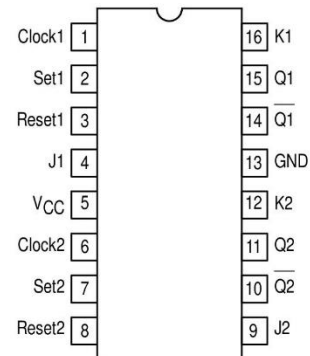 Clock1 1 16 K1
Set1 2 15 Q1
Reset1 3 14 Q1
J1 4 13 GND
VCC 5 12 K2
Clock2 6 11 Q2
Set2 7 10 Q2
Reset2 8 9 J2